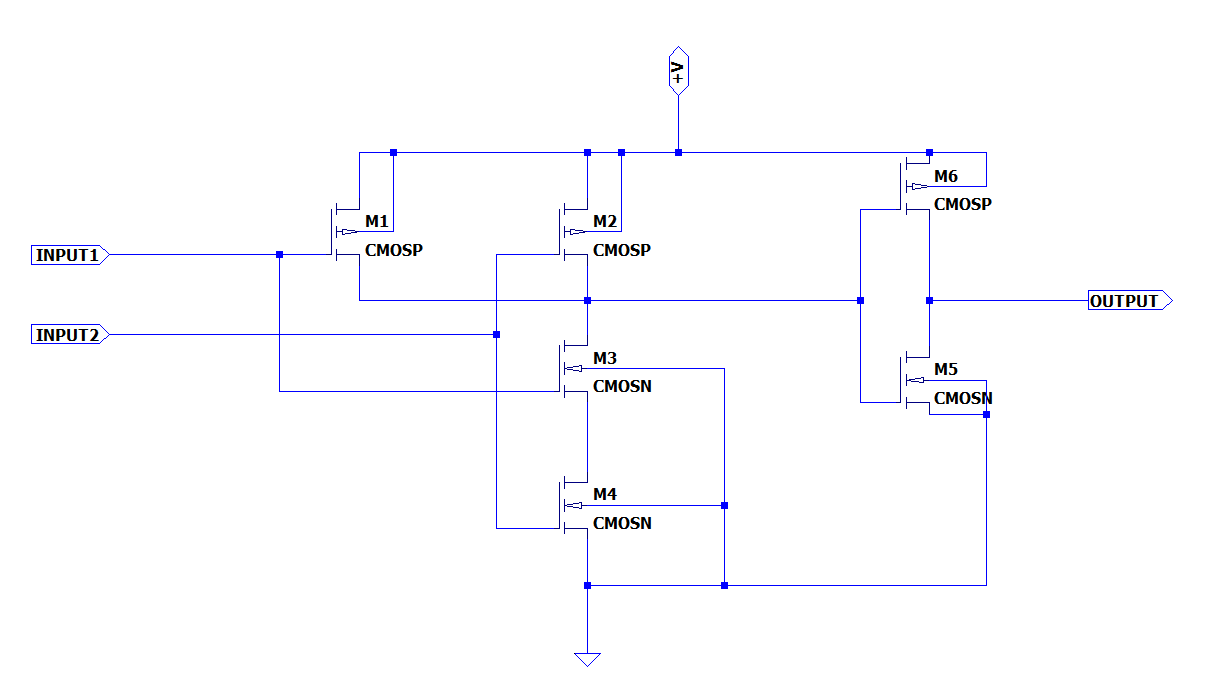 +V
M1
CMOSP
M2
CMOSP
M6
CMOSP
INPUT1
INPUT2
OUTPUT
M3
CMOSN
M5
CMOSN
M4
CMOSN